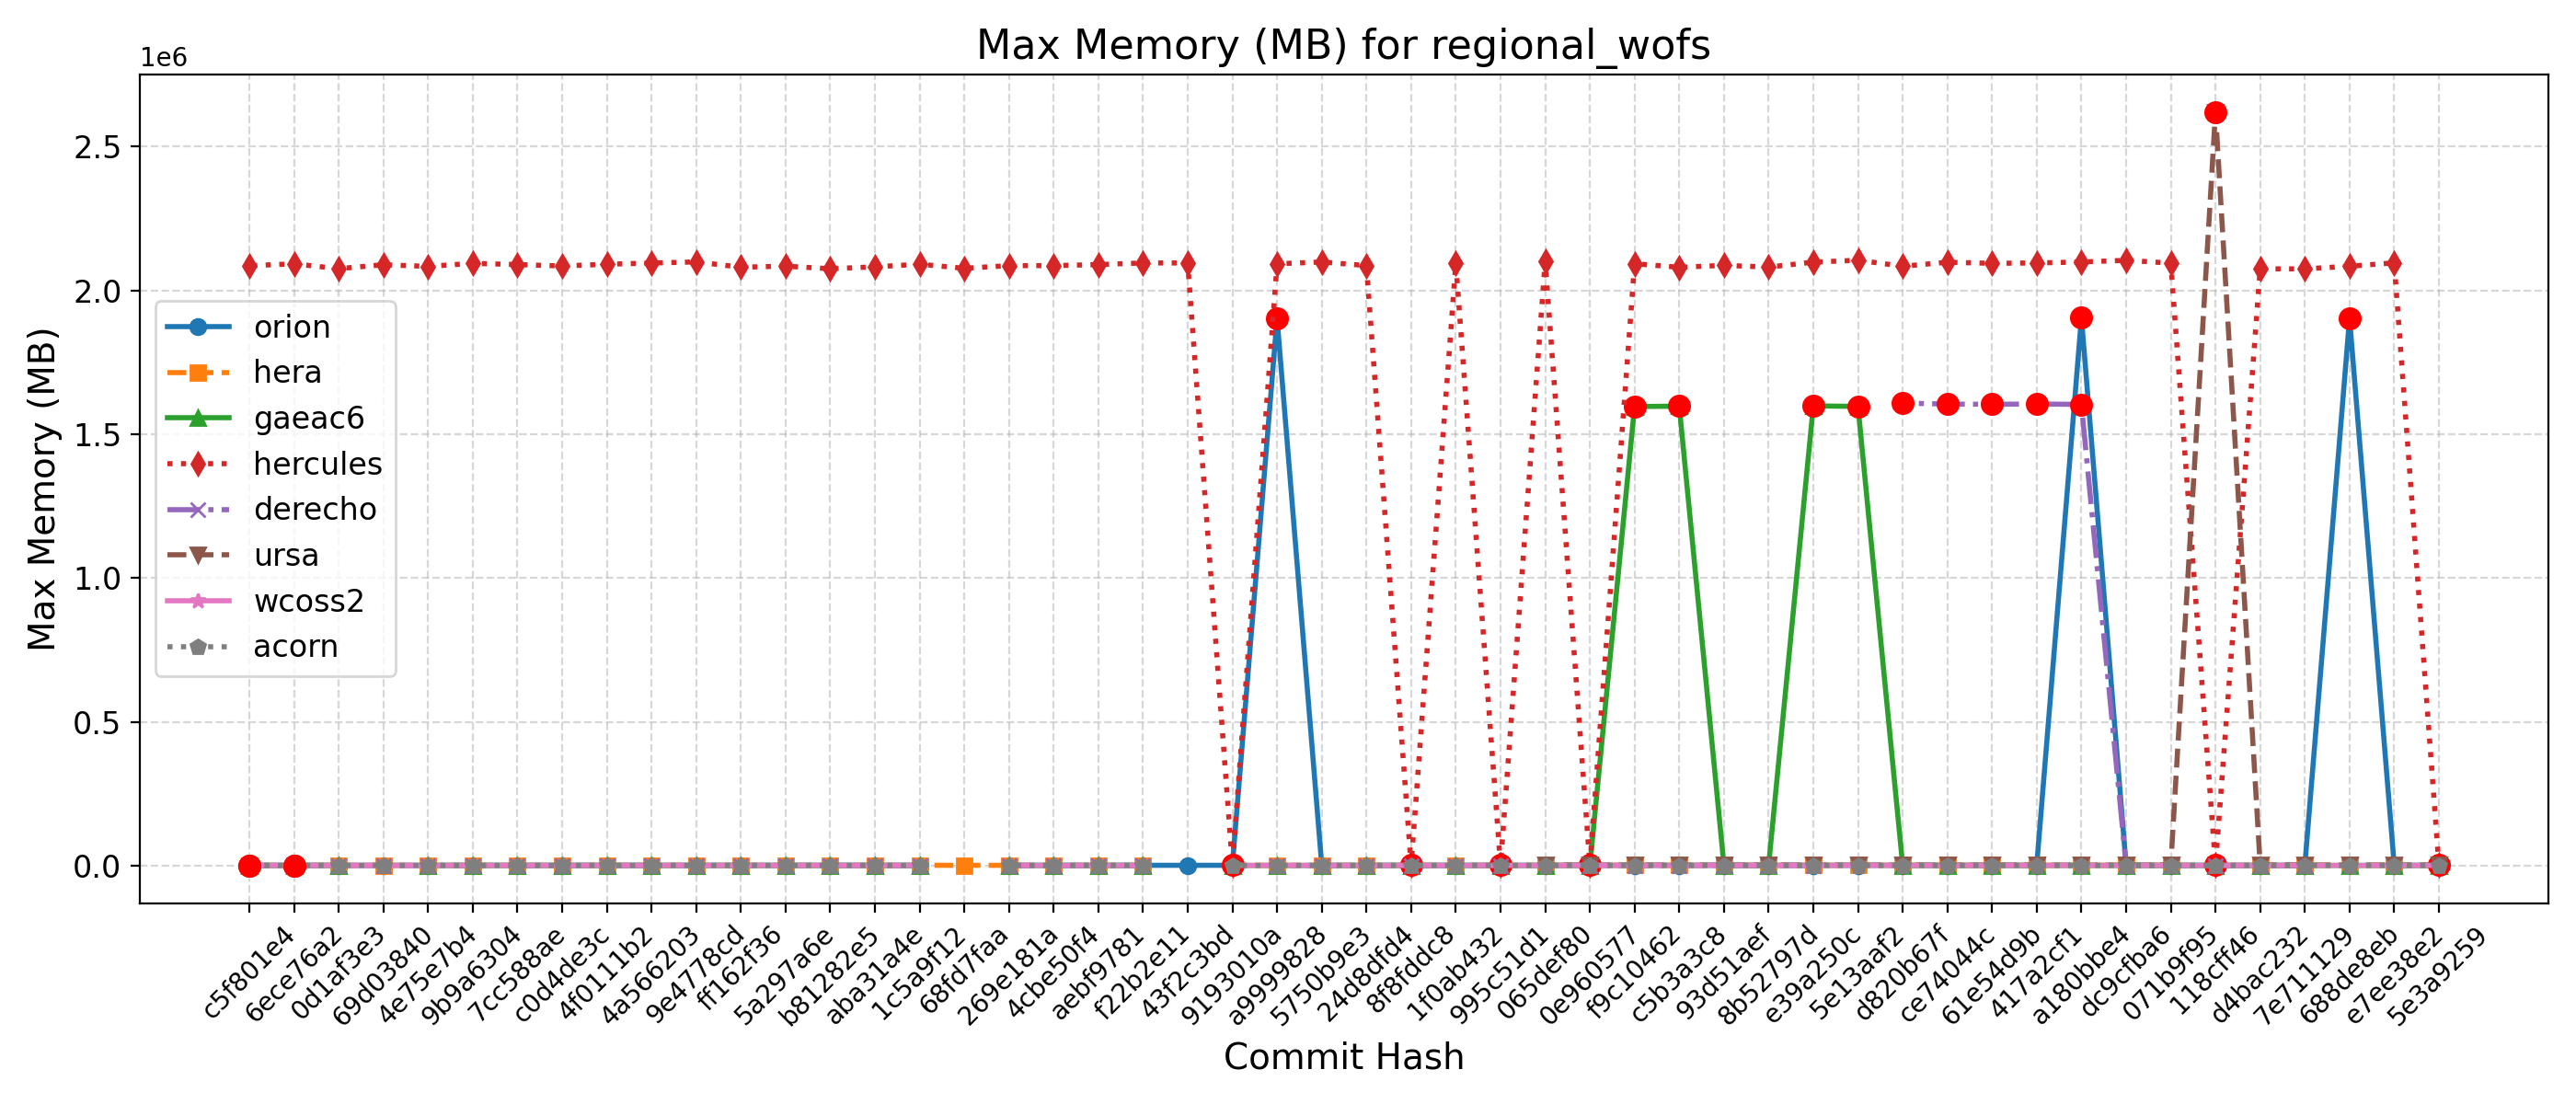 Max Memory (MB) for regional_wofs
1e6
2.5
2.0
1.5
1.0
0.5
0.0
Max Memory (MB)
orion
hera
gaeac6
hercules
derecho
ursa
wcoss2
acorn
c5f801e4
6ece76a2
0d1af3e3
69d03840
4e75e7b4
9b9a6304
7cc588ae
c0d4de3c
4f0111b2
4a566203
9e4778cd
ff162f36
5a297a6e
b81282e5
aba31a4e
1c5a9f12
68fd7faa
269e181a
4cbe50f4
aebf9781
f22b2e11
43f2c3bd
9193010a
a9999828
5750b9e3
24d8dfd4
8f8fddc8
1f0ab432
995c51d1
065def80
0e960577
f9c10462
c5b3a3c8
93d51aef
8b52797d
e39a250c
5e13aaf2
d820b67f
ce74044c
61e54d9b
417a2cf1
a180bbe4
dc9cfba6
071b9f95
118cff46
d4bac232
7e711129
688de8eb
e7ee38e2
5e3a9259
Commit Hash